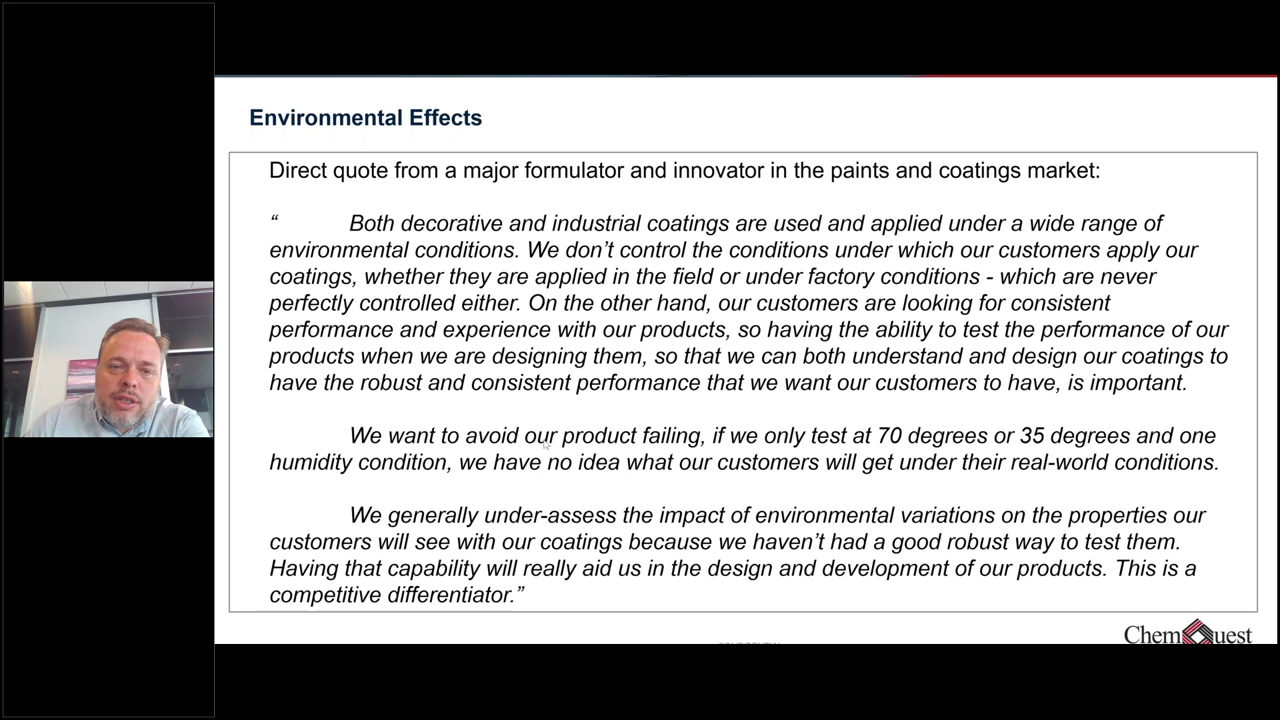 Environmental Effects
Direct quote from a major formulator and innovator in the paints and coatings market:
“ Both decorative and industrial coatings are used and applied under a wide range of
environmental conditions. We don’t control the conditions under which our customers apply our
coatings, whether they are applied in the field or under factory conditions - which are never
perfectly controlled either. On the other hand, our customers are looking for consistent
performance and experience with our products, so having the ability to test the performance of our
products when we are designing them, so that we can both understand and design our coatings to
have the robust and consistent performance that we want our customers to have, is important.
We want to avoid our product failing, if we only test at 70 degrees or 35 degrees and one
humidity condition, we have no idea what our customers will get under their real-world conditions.
We generally under-assess the impact of environmental variations on the properties our
customers will see with our coatings because we haven’t had a good robust way to test them.
Having that capability will really aid us in the design and development of our products. This is a
competitive differentiator.”
ChemQuest